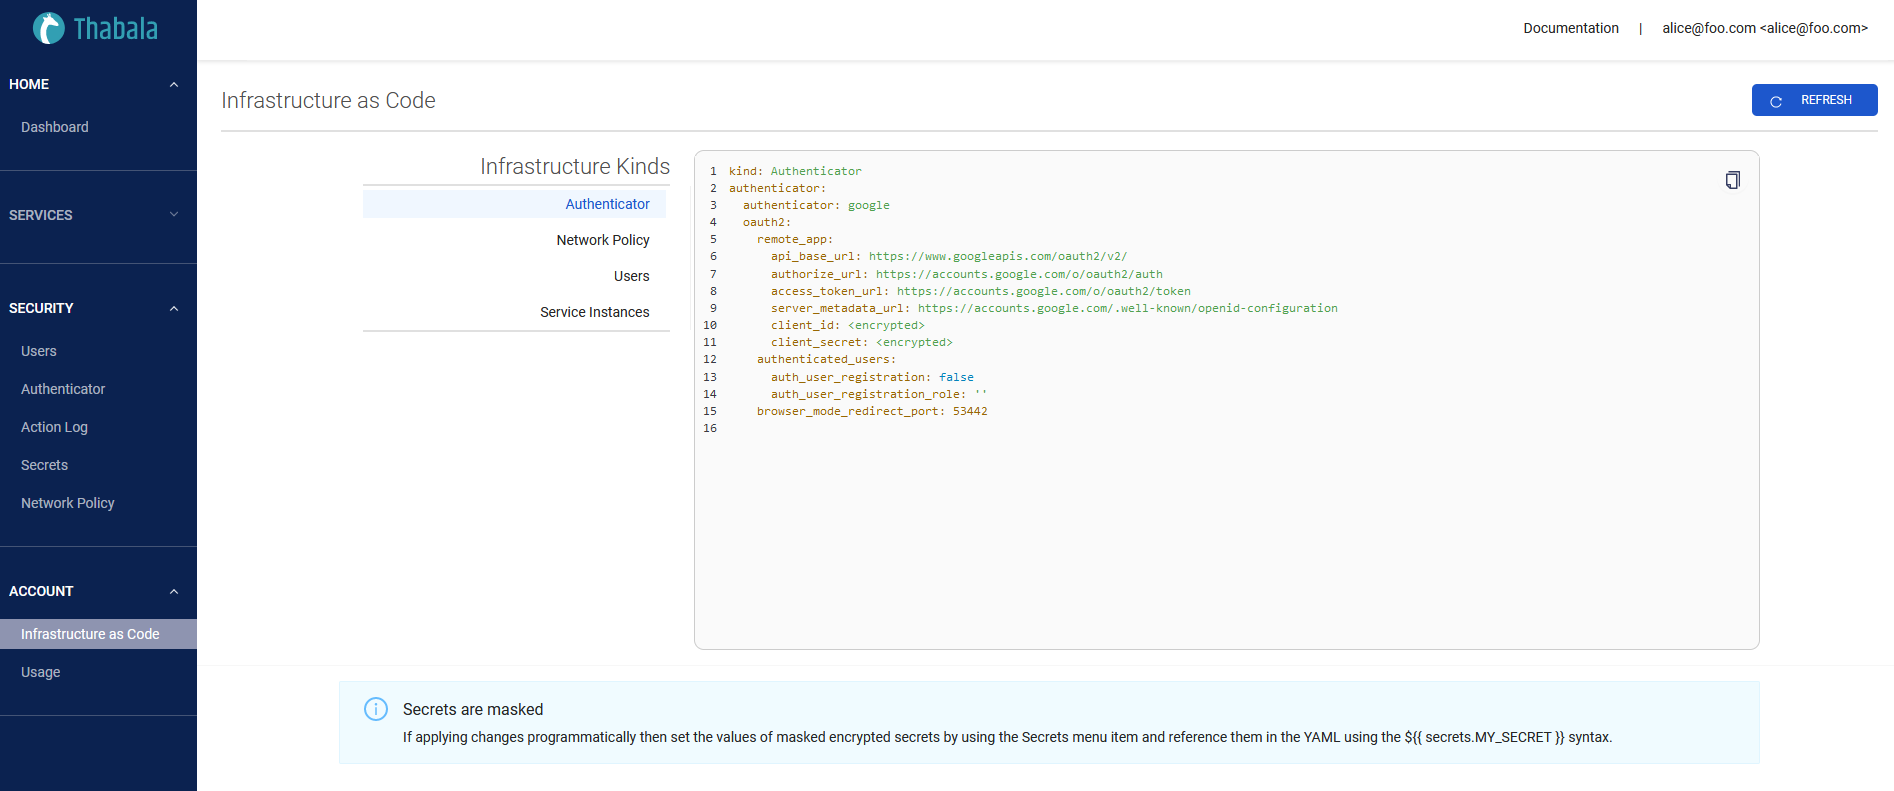 Thabala
Documentation | alice@foo.com <alice@foo.com>
HOME
Dashboard
SERVICES
SECURITY
Users
Authenticator
Action Log
Secrets
Network Policy
ACCOUNT
Infrastructure as Code
Usage
Infrastructure as Code
REFRESH
Infrastructure Kinds
Authenticator
Network Policy
Users
Service Instances
1 kind: Authenticator
2 authenticator:
3   authenticator: google
4   oauth2:
5     remote_app:
6       api_base_url: https://www.googleapis.com/oauth2/v2/
7       authorize_url: https://accounts.google.com/o/oauth2/auth
8       access_token_url: https://accounts.google.com/o/oauth2/token
9       server_metadata_url: https://accounts.google.com/.well-known/openid-configuration
10       client_id: <encrypted>
11       client_secret: <encrypted>
12     authenticated_users:
13       auth_user_registration: false
14       auth_user_registration_role: ''
15     browser_mode_redirect_port: 53442
16
Secrets are masked
If applying changes programmatically then set the values of masked encrypted secrets by using the Secrets menu item and reference them in the YAML using the ${{ secrets.MY_SECRET }} syntax.